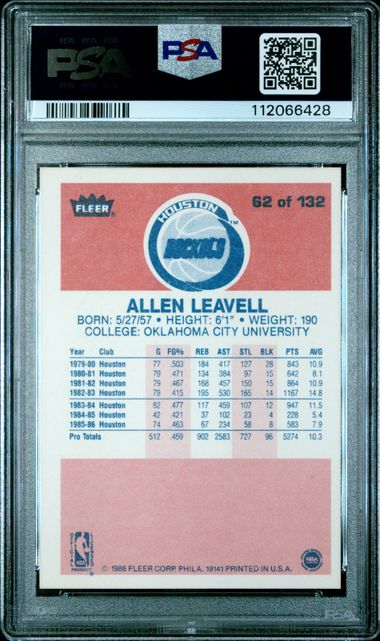 PSA
PSA
112066428
FLEER
HOUSTON
ROCKETS
TM
62 of 132
ALLEN LEAVELL
BORN: 5/27/57 • HEIGHT: 6'1" • WEIGHT: 190
COLLEGE: OKLAHOMA CITY UNIVERSITY
Year Club G FG% REB AST STL BLK PTS AVG
1979-80 Houston 77 .503 184 417 127 28 843 10.9
1980-81 Houston 79 .471 134 384 97 15 642 8.1
1981-82 Houston 79 .467 168 457 150 15 864 10.9
1982-83 Houston 79 .415 195 530 165 14 1167 14.8
1983-84 Houston 82 .477 117 459 107 12 947 11.5
1984-85 Houston 42 .421 37 102 23 4 228 5.4
1985-86 Houston 74 .463 67 234 58 8 583 7.9
Pro Totals 512 .459 902 2583 727 96 5274 10.3
OFFICIAL LICENSED
NBA
PRODUCT
NBA
© 1986 FLEER CORP. PHILA. 19141 PRINTED IN U.S.A.